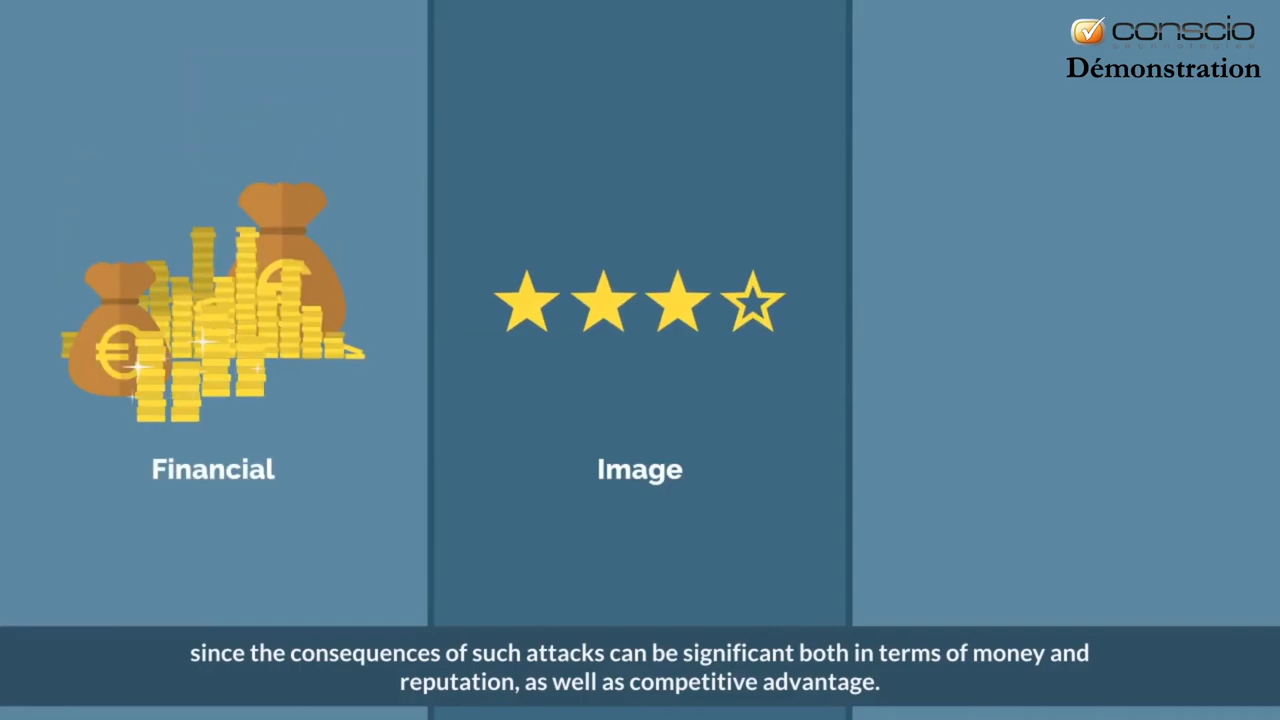 conscio
technologies
Démonstration
Financial
Image
since the consequences of such attacks can be significant both in terms of money and
reputation, as well as competitive advantage.